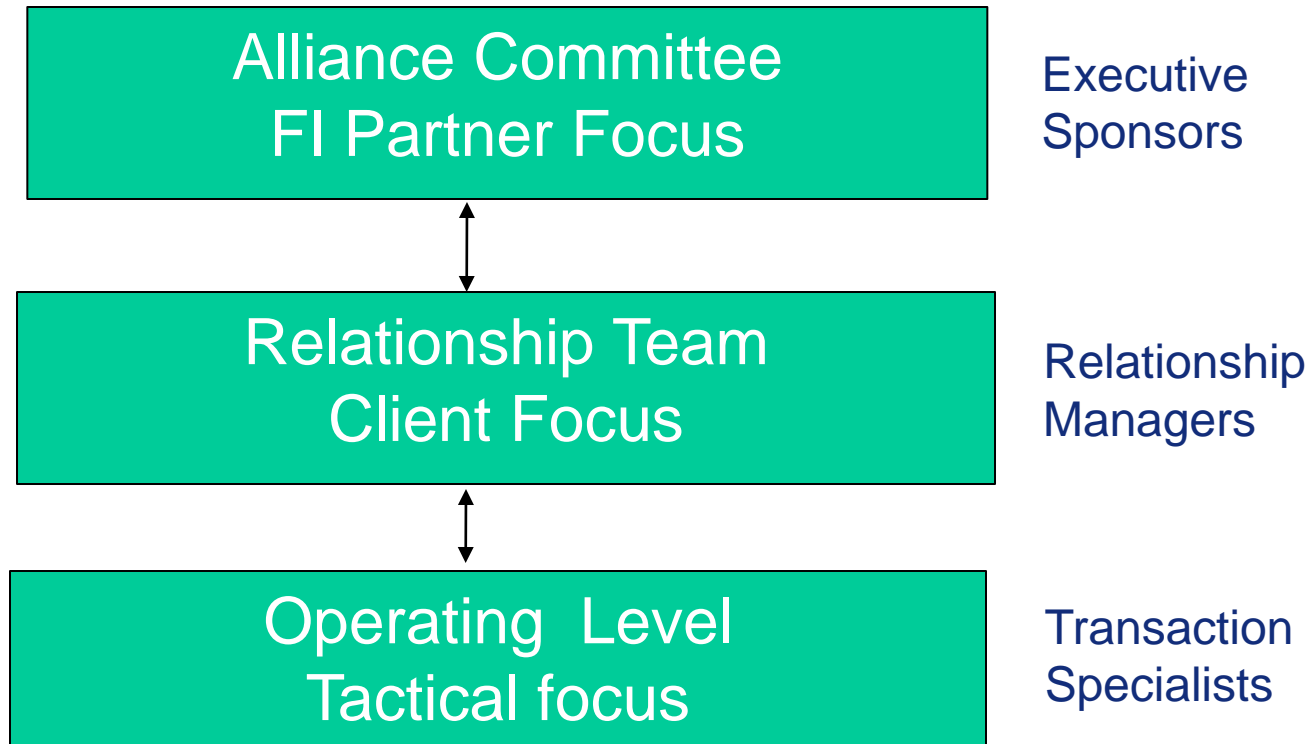 Alliance Committee
FI Partner Focus
Executive
Sponsors
Relationship Team
Client Focus
Relationship
Managers
Operating Level
Tactical focus
Transaction
Specialists